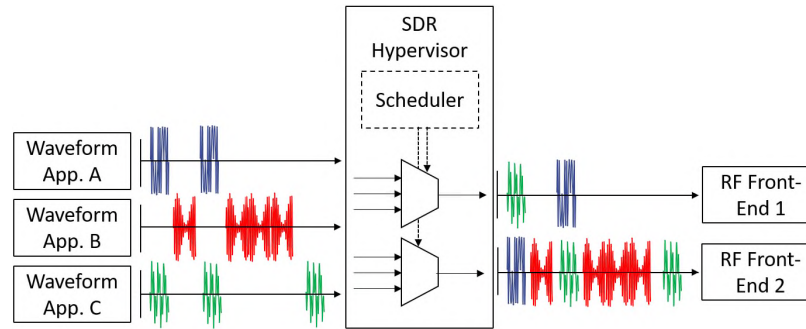 SDR
Hypervisor
Scheduler
Waveform
App. A
Waveform
App. B
Waveform
App. C
RF Front-
End 1
RF Front-
End 2